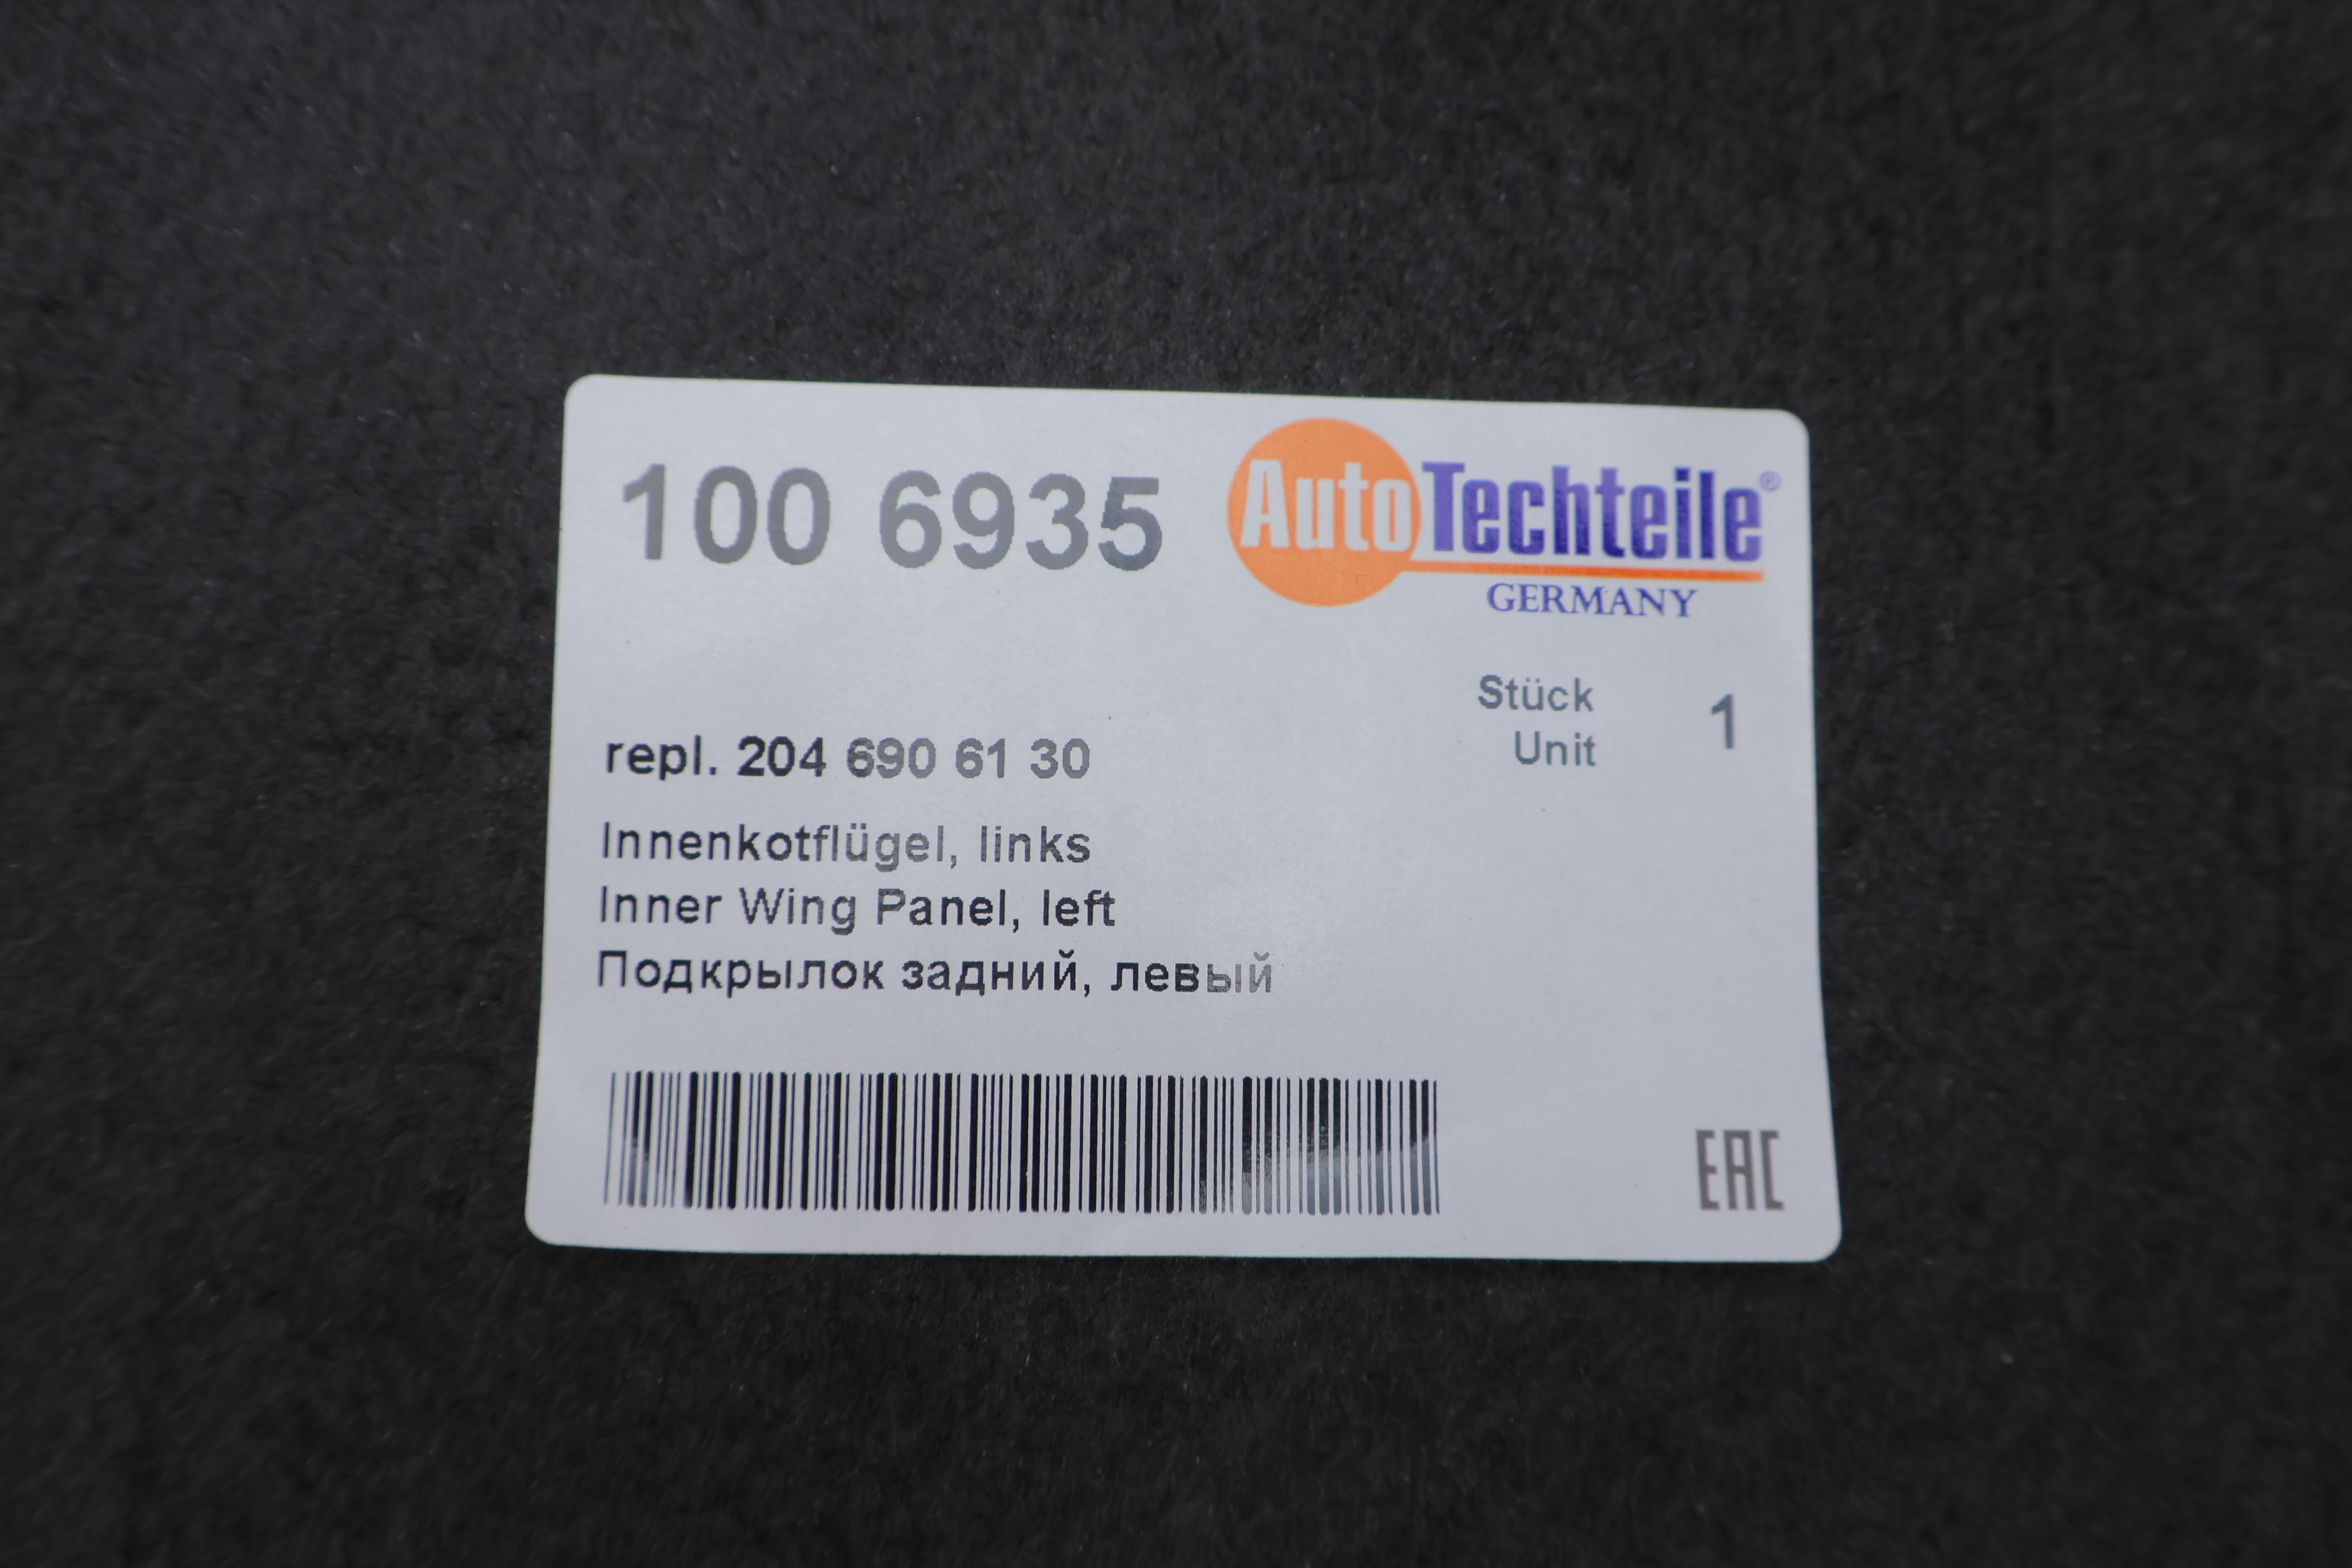 100 6935
AutoTechteile®
GERMANY
Stück 1
Unit
repl. 204 690 61 30
Innenkotflügel, links
Inner Wing Panel, left
Подкрылок задний, левый
EAC